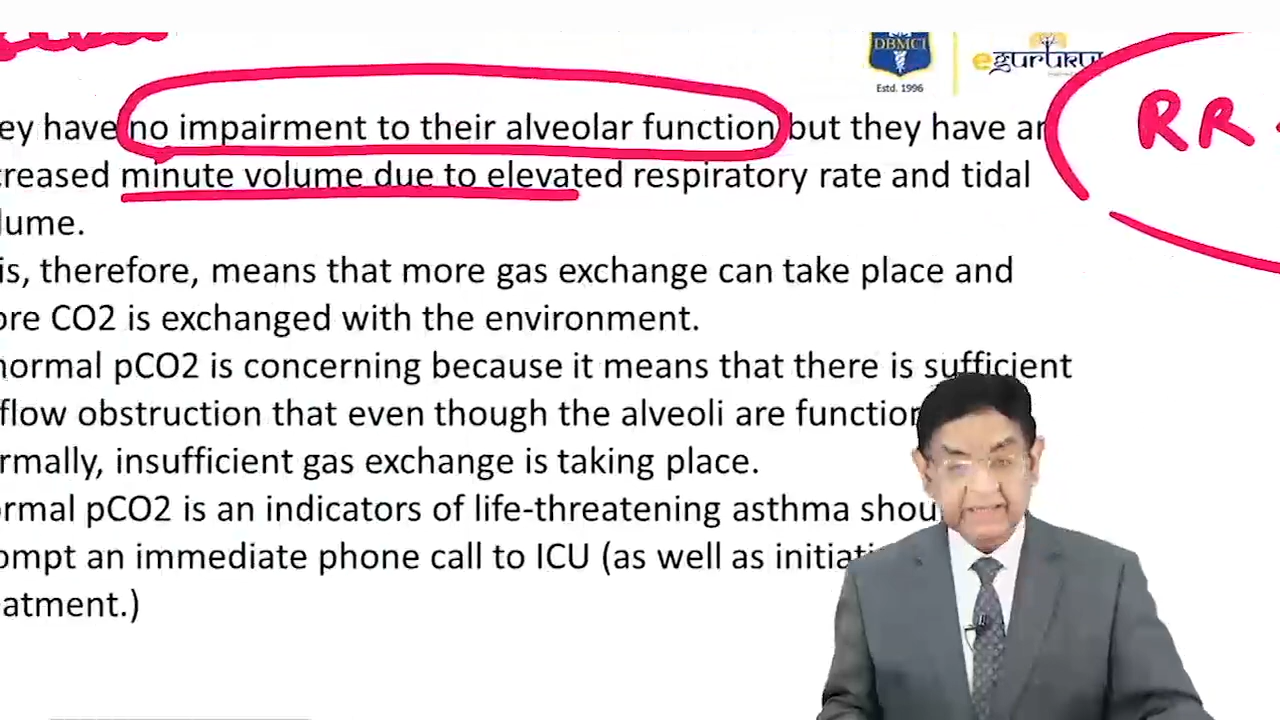 DBMCI
Estd. 1996
egurukul
RR
ey have no impairment to their alveolar function but they have an
creased minute volume due to elevated respiratory rate and tidal
lume.
is, therefore, means that more gas exchange can take place and
ore CO2 is exchanged with the environment.
normal pCO2 is concerning because it means that there is sufficient
flow obstruction that even though the alveoli are function
rmally, insufficient gas exchange is taking place.
ormal pCO2 is an indicators of life-threatening asthma shou
ompt an immediate phone call to ICU (as well as initiati
eatment.)